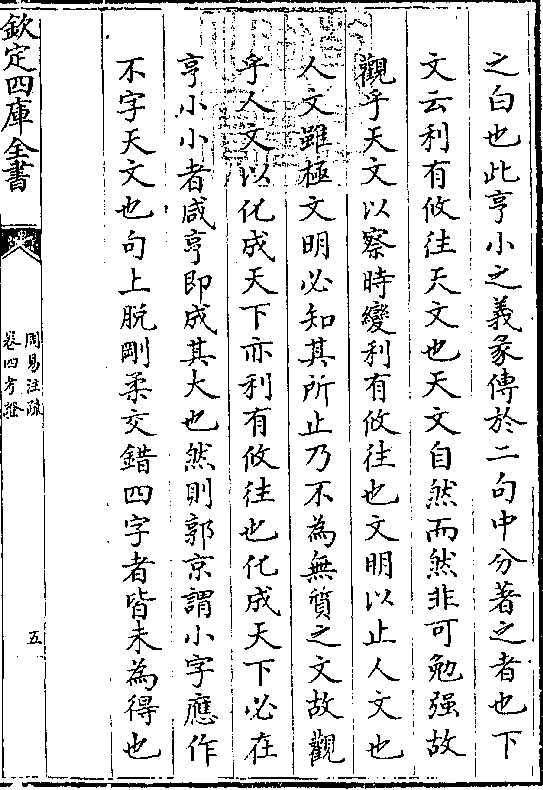 之白也此亨小之義彖傳於二句中分著之者也下
文云利有攸往天文也天文自然而然非可勉强故
觀乎天文以察時變利有攸往也文明以止人文也
人文雖極文明必知其所止乃不為無質之文故觀
乎人文以化成天下亦利有攸往也化成天下必在
亨小小者咸亨即成其大也然則郭京謂小字應作
不字天文也句上脱剛柔交錯四字者皆未為得也
欽定四庫全書
周易注疏
卷四考證
五